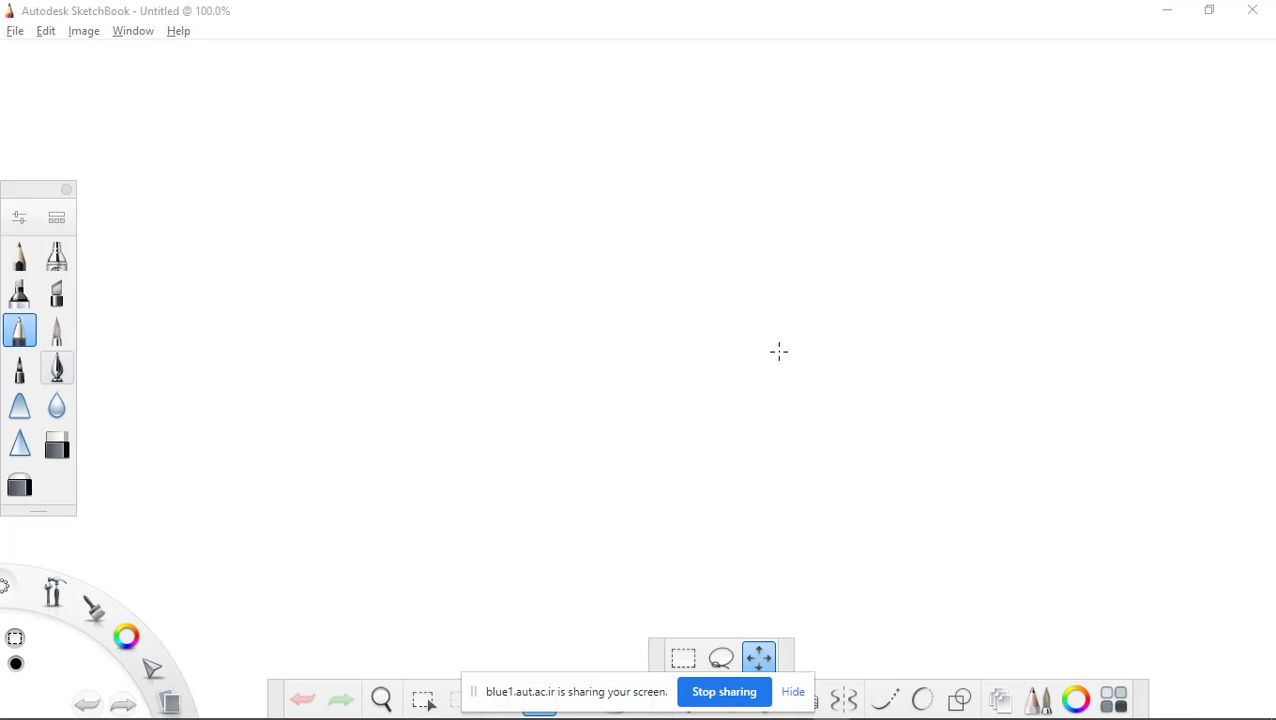 Autodesk SketchBook - Untitled @ 100.0%
File Edit Image Window Help
blue1.aut.ac.ir is sharing your screen. Stop sharing Hide